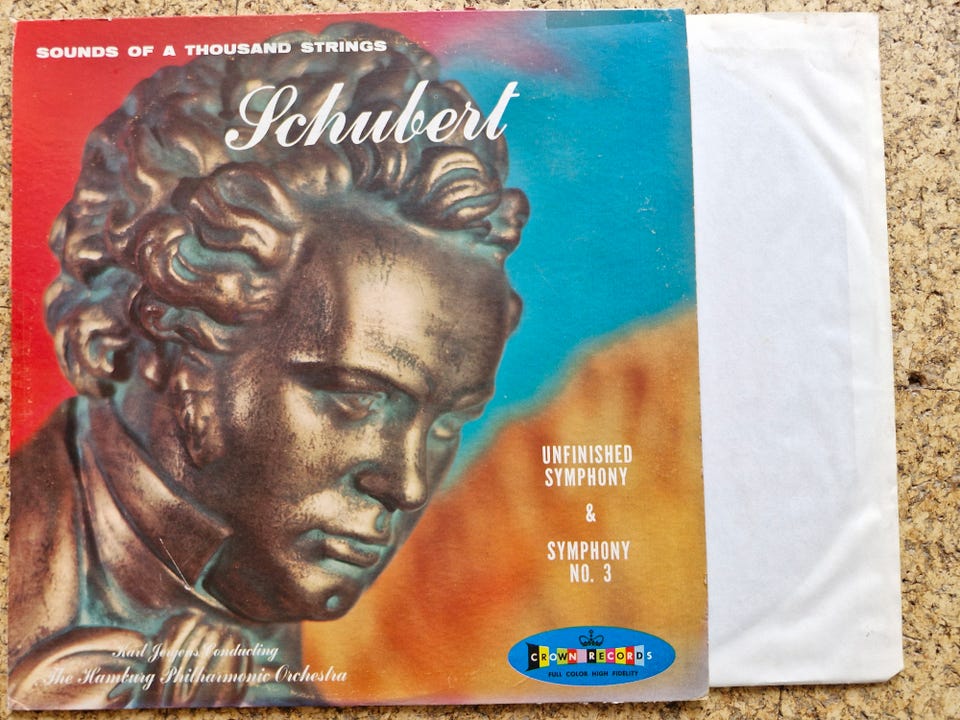 SOUNDS OF A THOUSAND STRINGS
Schubert
UNFINISHED
SYMPHONY
&
SYMPHONY
NO. 3
Karl Jergens Conducting
The Hamburg Philharmonic Orchestra
CROWN RECORDS
FULL COLOR HIGH FIDELITY